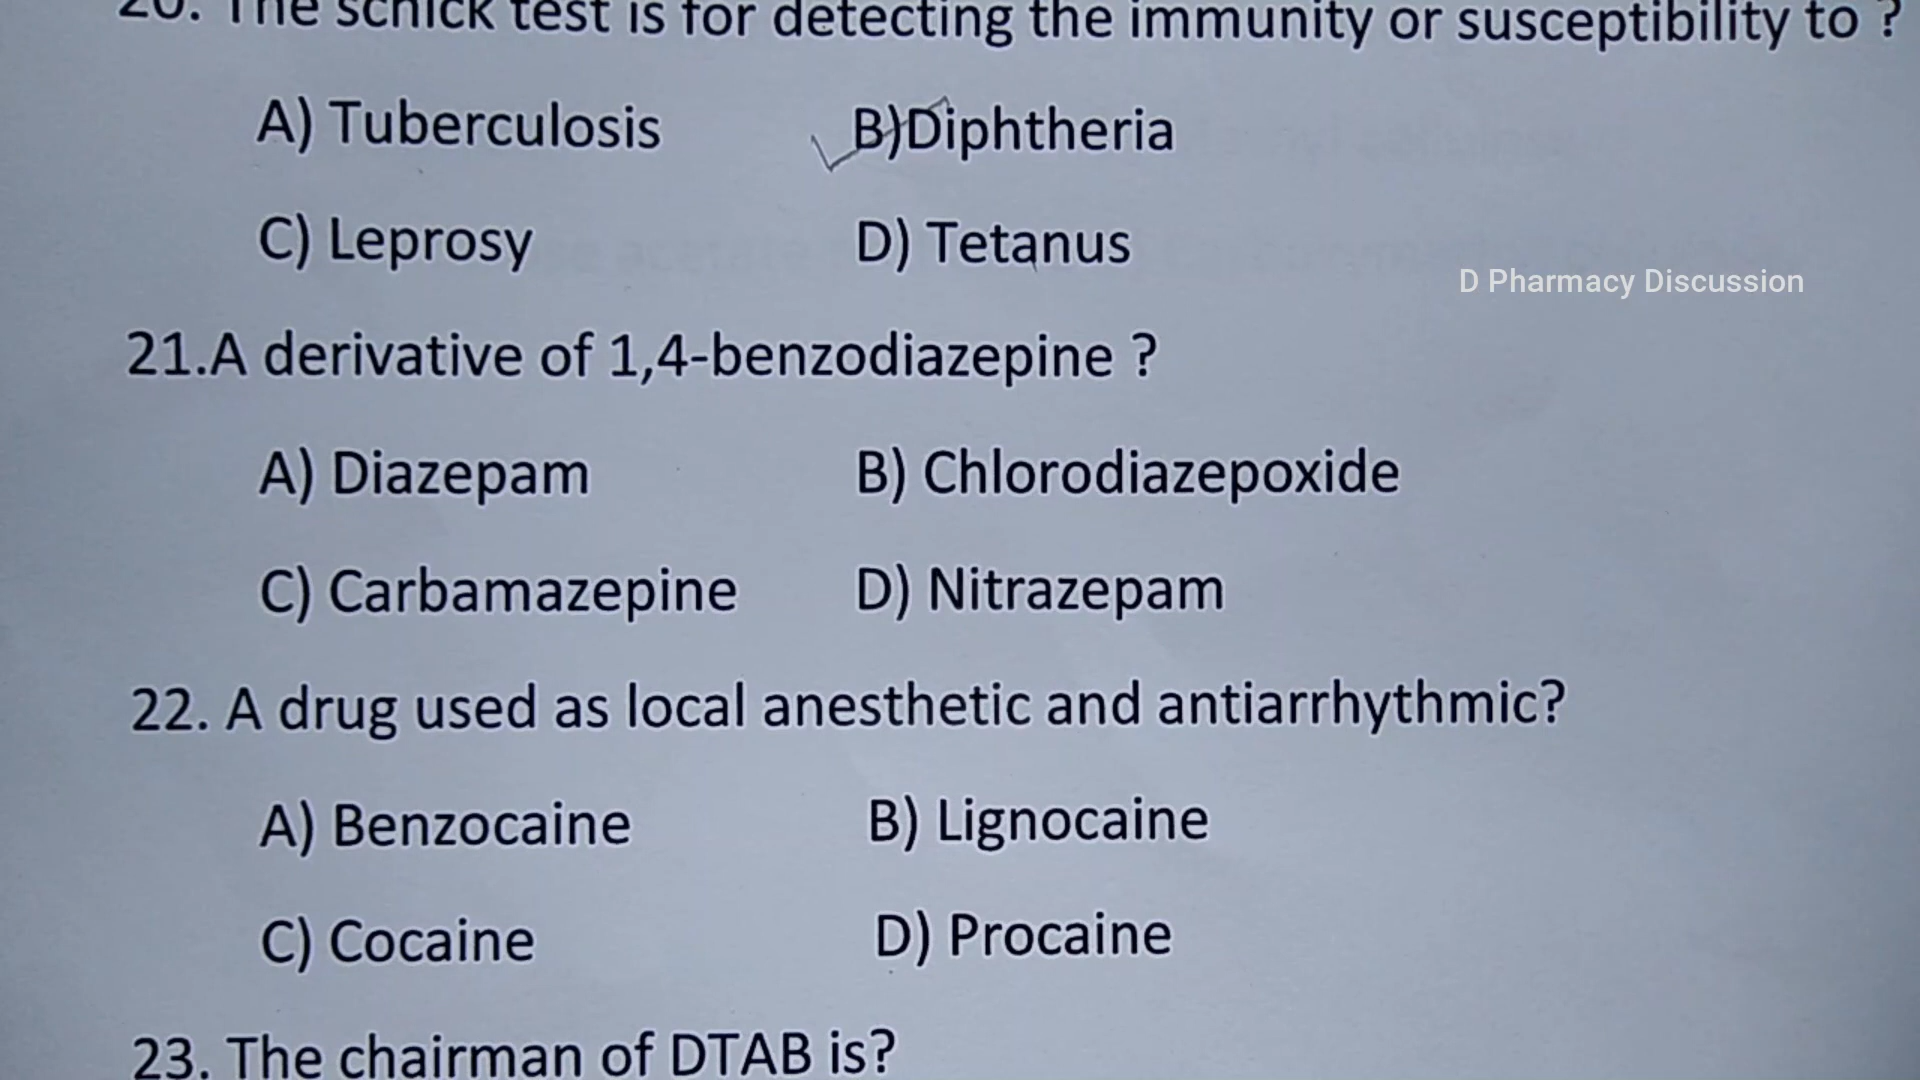 20. The schick test is for detecting the immunity or susceptibility to ?
A) Tuberculosis B)Diphtheria
C) Leprosy D) Tetanus
D Pharmacy Discussion
21.A derivative of 1,4-benzodiazepine ?
A) Diazepam B) Chlorodiazepoxide
C) Carbamazepine D) Nitrazepam
22. A drug used as local anesthetic and antiarrhythmic?
A) Benzocaine B) Lignocaine
C) Cocaine D) Procaine
23. The chairman of DTAB is?